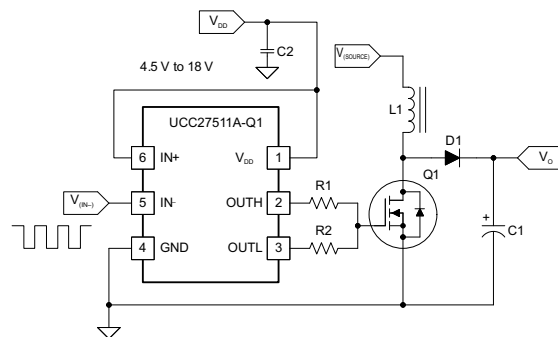 V_DD
C2
V_(SOURCE)
4.5 V to 18 V
L1
UCC27511A-Q1
D1
6 IN+
V_DD 1
V_O
Q1
V_(IN–)
5 IN-
OUTH 2
R1
4 GND
OUTL 3
R2
+
C1